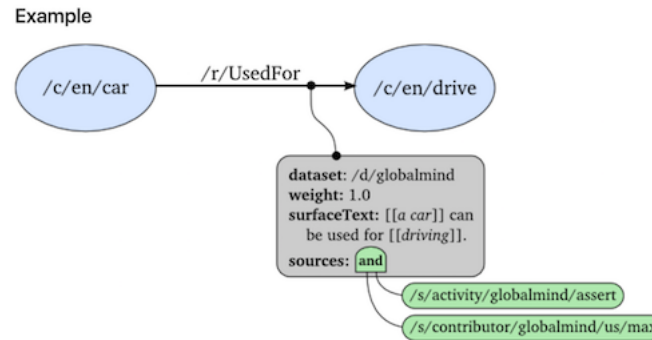 Example
/c/en/car
/r/UsedFor
/c/en/drive
dataset: /d/globalmind
weight: 1.0
surfaceText: [[a car]] can
be used for [[driving]].
sources: and
/s/activity/globalmind/assert
/s/contributor/globalmind/us/max